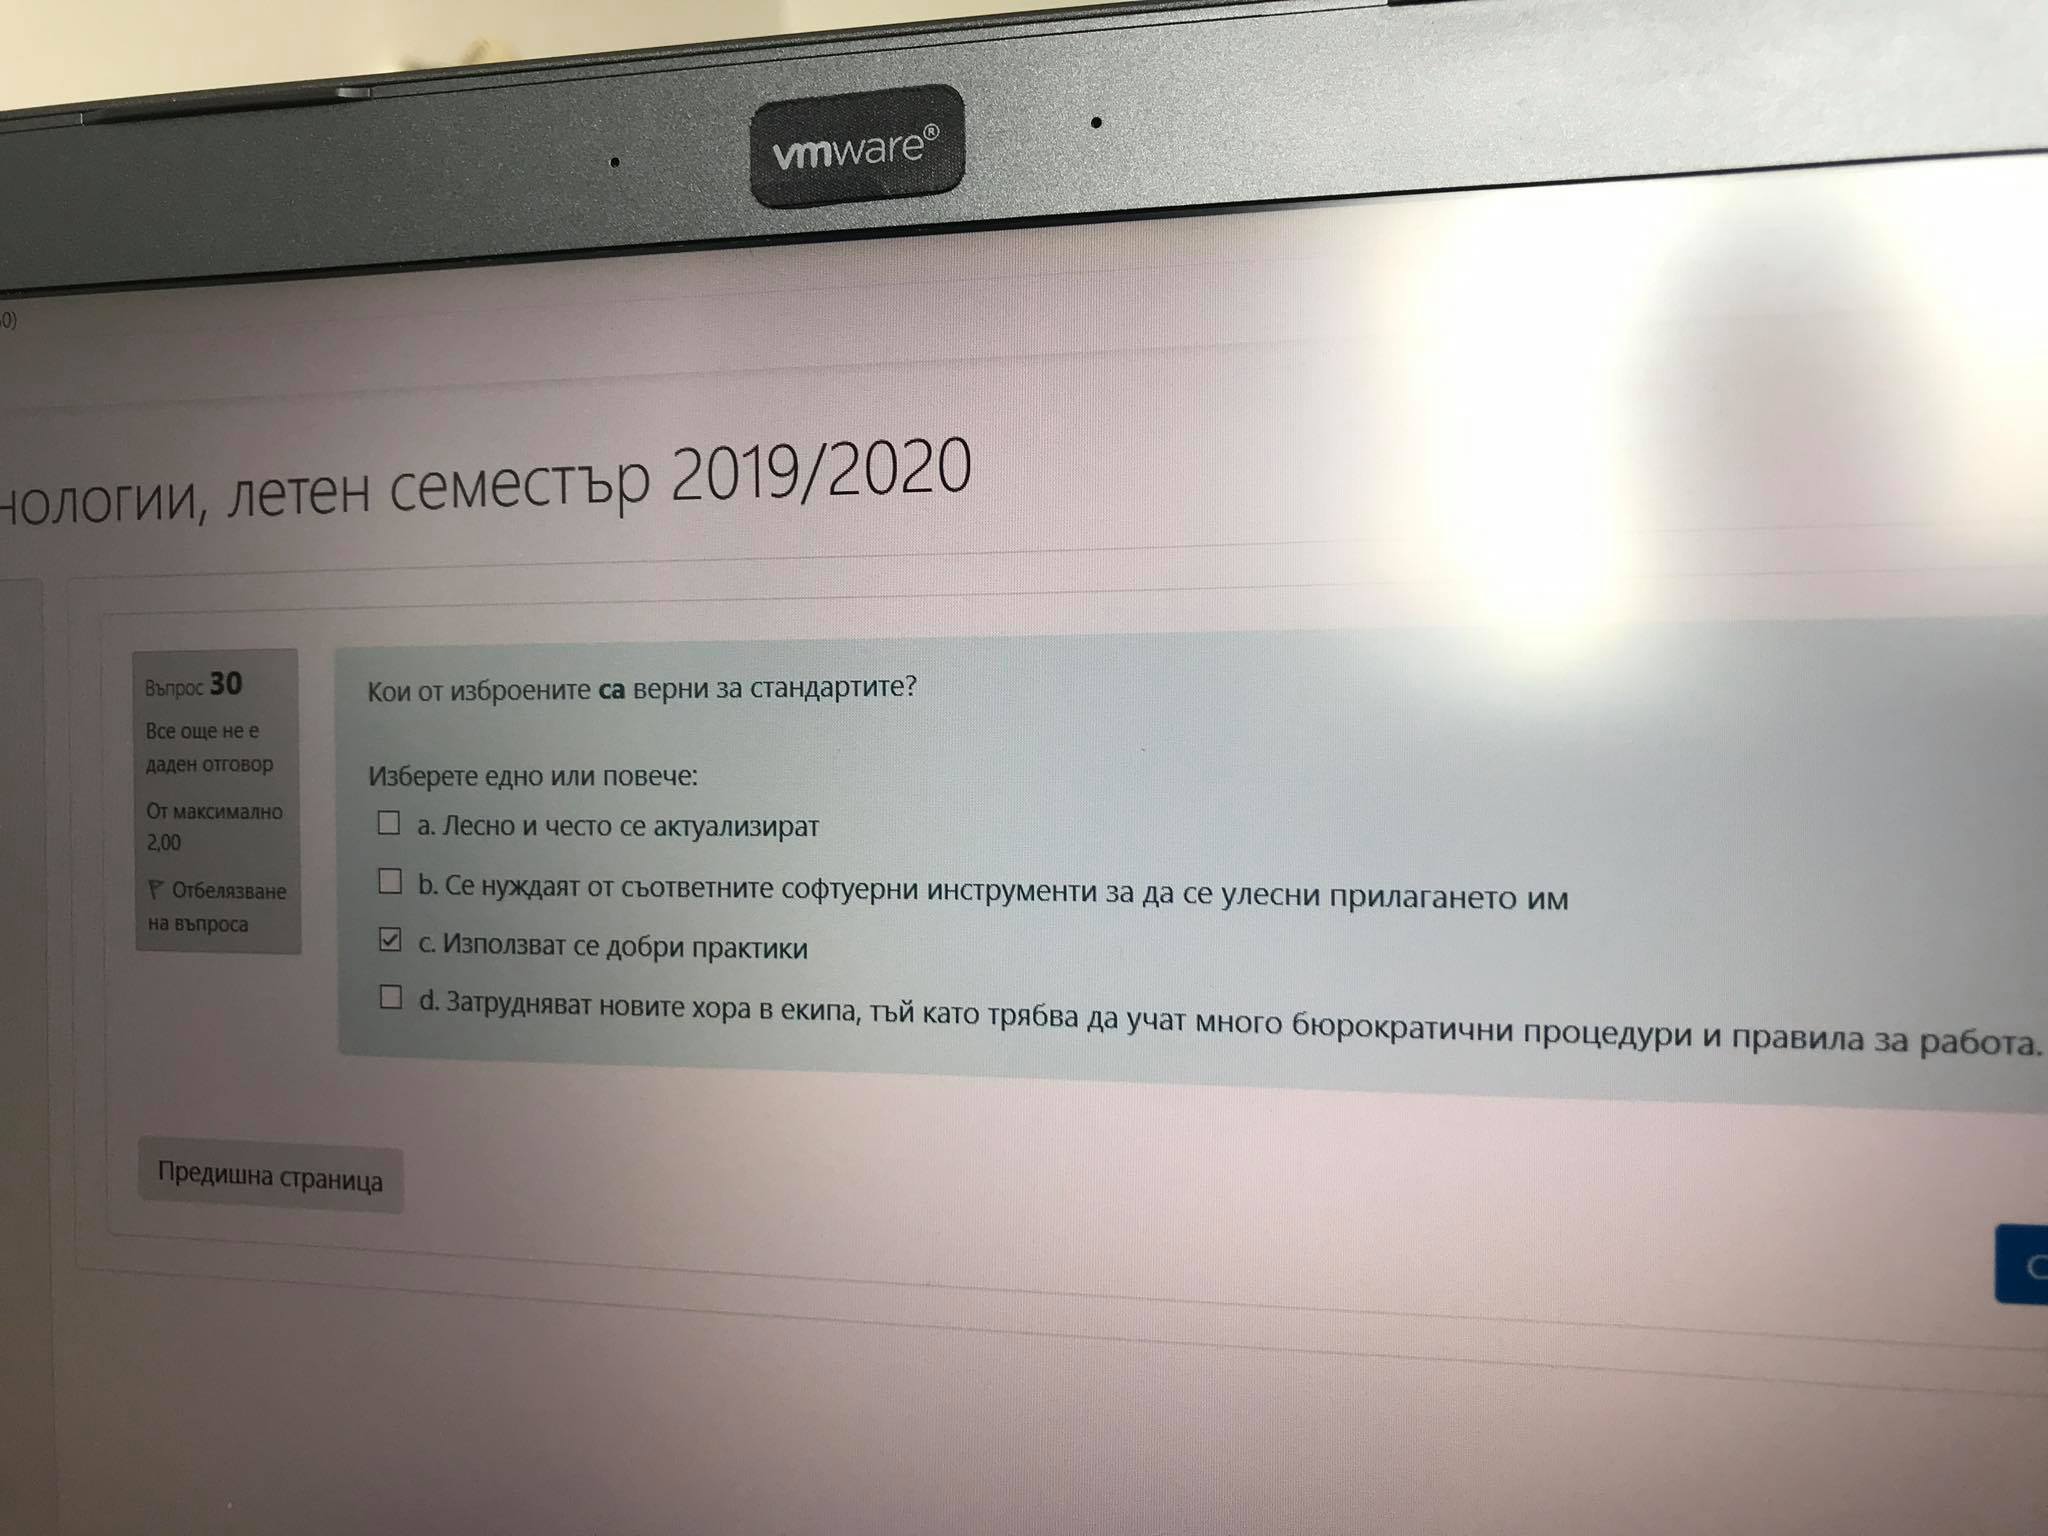 vmware®
нологии, летен семестър 2019/2020
Въпрос 30
Все още не е
даден отговор
От максимално
2,00
Отбелязване
на въпроса
Кои от изброените са верни за стандартите?
Изберете едно или повече:
a. Лесно и често се актуализират
b. Се нуждаят от съответните софтуерни инструменти за да се улесни прилагането им
c. Използват се добри практики
d. Затрудняват новите хора в екипа, тъй като трябва да учат много бюрократични процедури и правила за работа.
Предишна страница